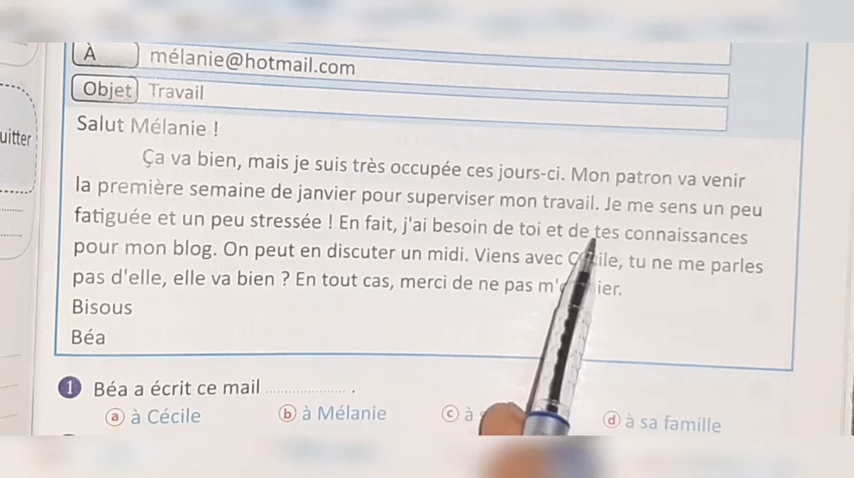 À mélanie@hotmail.com
Objet Travail
uitter
Salut Mélanie !
Ça va bien, mais je suis très occupée ces jours-ci. Mon patron va venir
la première semaine de janvier pour superviser mon travail. Je me sens un peu
fatiguée et un peu stressée ! En fait, j'ai besoin de toi et de tes connaissances
pour mon blog. On peut en discuter un midi. Viens avec Cécile, tu ne me parles
pas d'elle, elle va bien ? En tout cas, merci de ne pas
Bisous
Béa
1 Béa a écrit ce mail .................... .
a à Cécile b à Mélanie c à d à sa famille